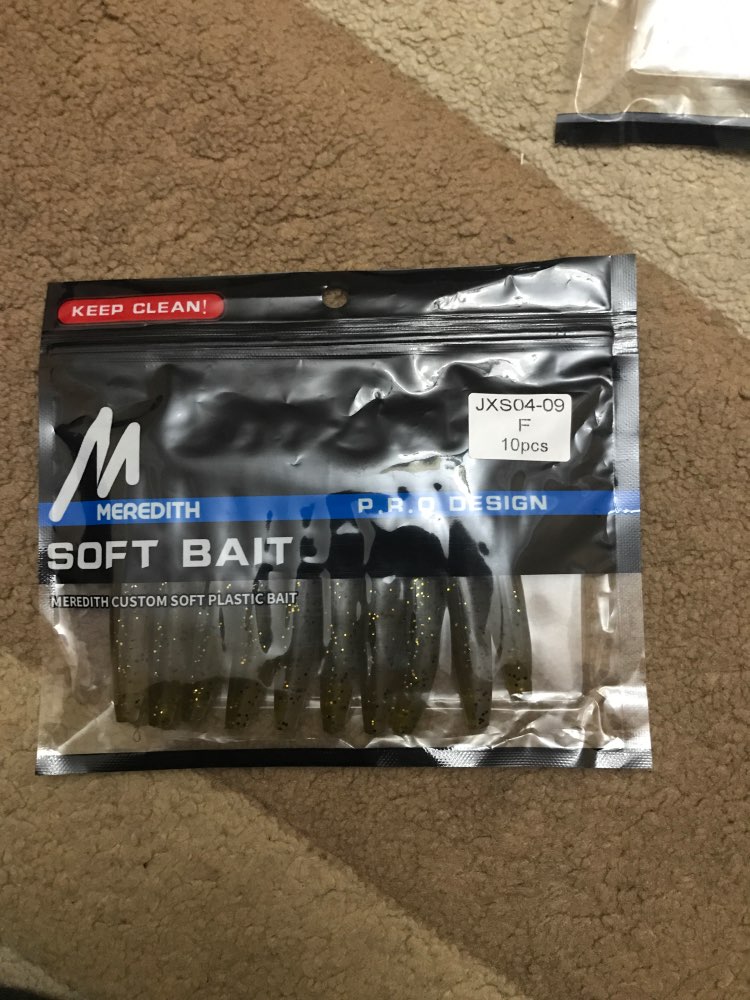 KEEP CLEAN!
JXS04-09
F
10pcs
M
MEREDITH
P.R.O DESIGN
SOFT BAIT
MEREDITH CUSTOM SOFT PLASTIC BAIT